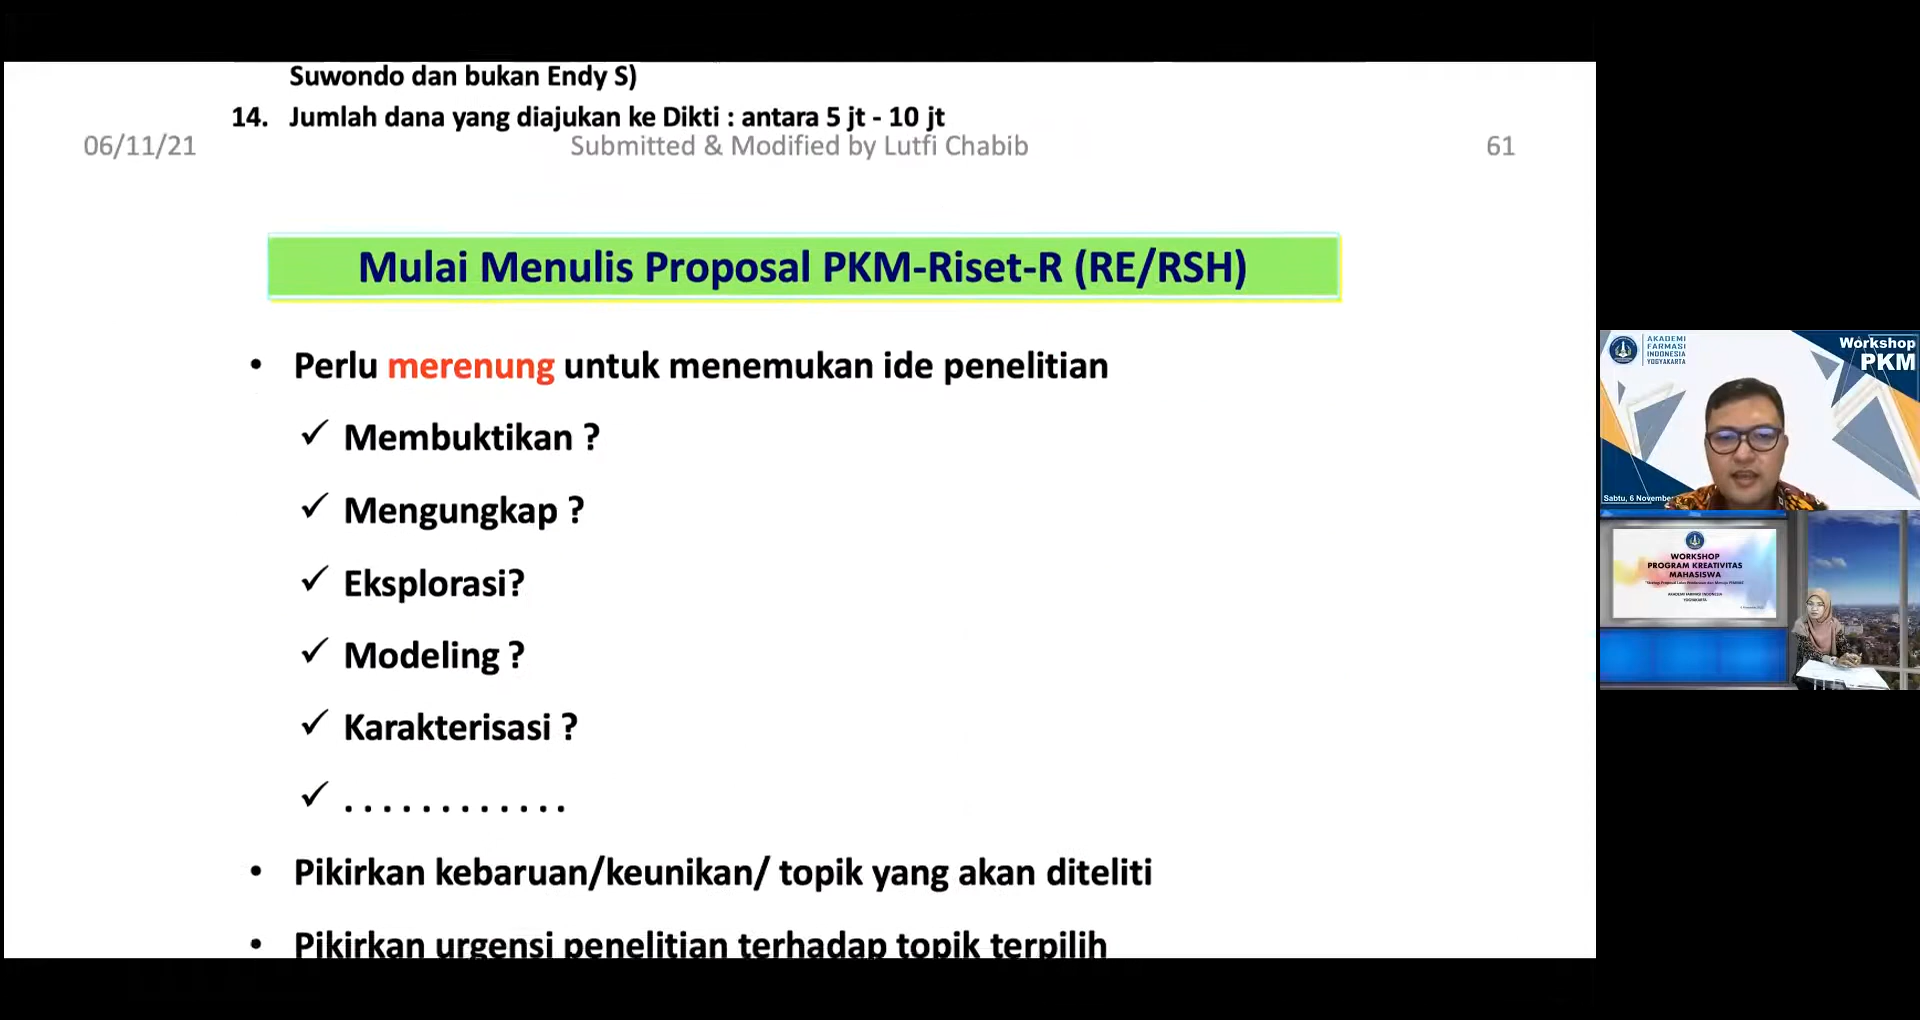 Suwondo dan bukan Endy S)
14. Jumlah dana yang diajukan ke Dikti : antara 5 jt - 10 jt
06/11/21 Submitted & Modified by Lutfi Chabib 61
Mulai Menulis Proposal PKM-Riset-R (RE/RSH)
• Perlu merenung untuk menemukan ide penelitian
✓ Membuktikan ?
✓ Mengungkap ?
✓ Eksplorasi?
✓ Modeling ?
✓ Karakterisasi ?
✓ . . . . . . . . . . . .
• Pikirkan kebaruan/keunikan/ topik yang akan diteliti
• Pikirkan urgensi penelitian terhadap topik terpilih
AKADEMI
FARMASI
INDONESIA
YOGYAKARTA
Workshop
PKM
Sabtu, 6 November
WORKSHOP
PROGRAM KREATIVITAS
MAHASISWA
AKADEMI FARMASI INDONESIA
YOGYAKARTA